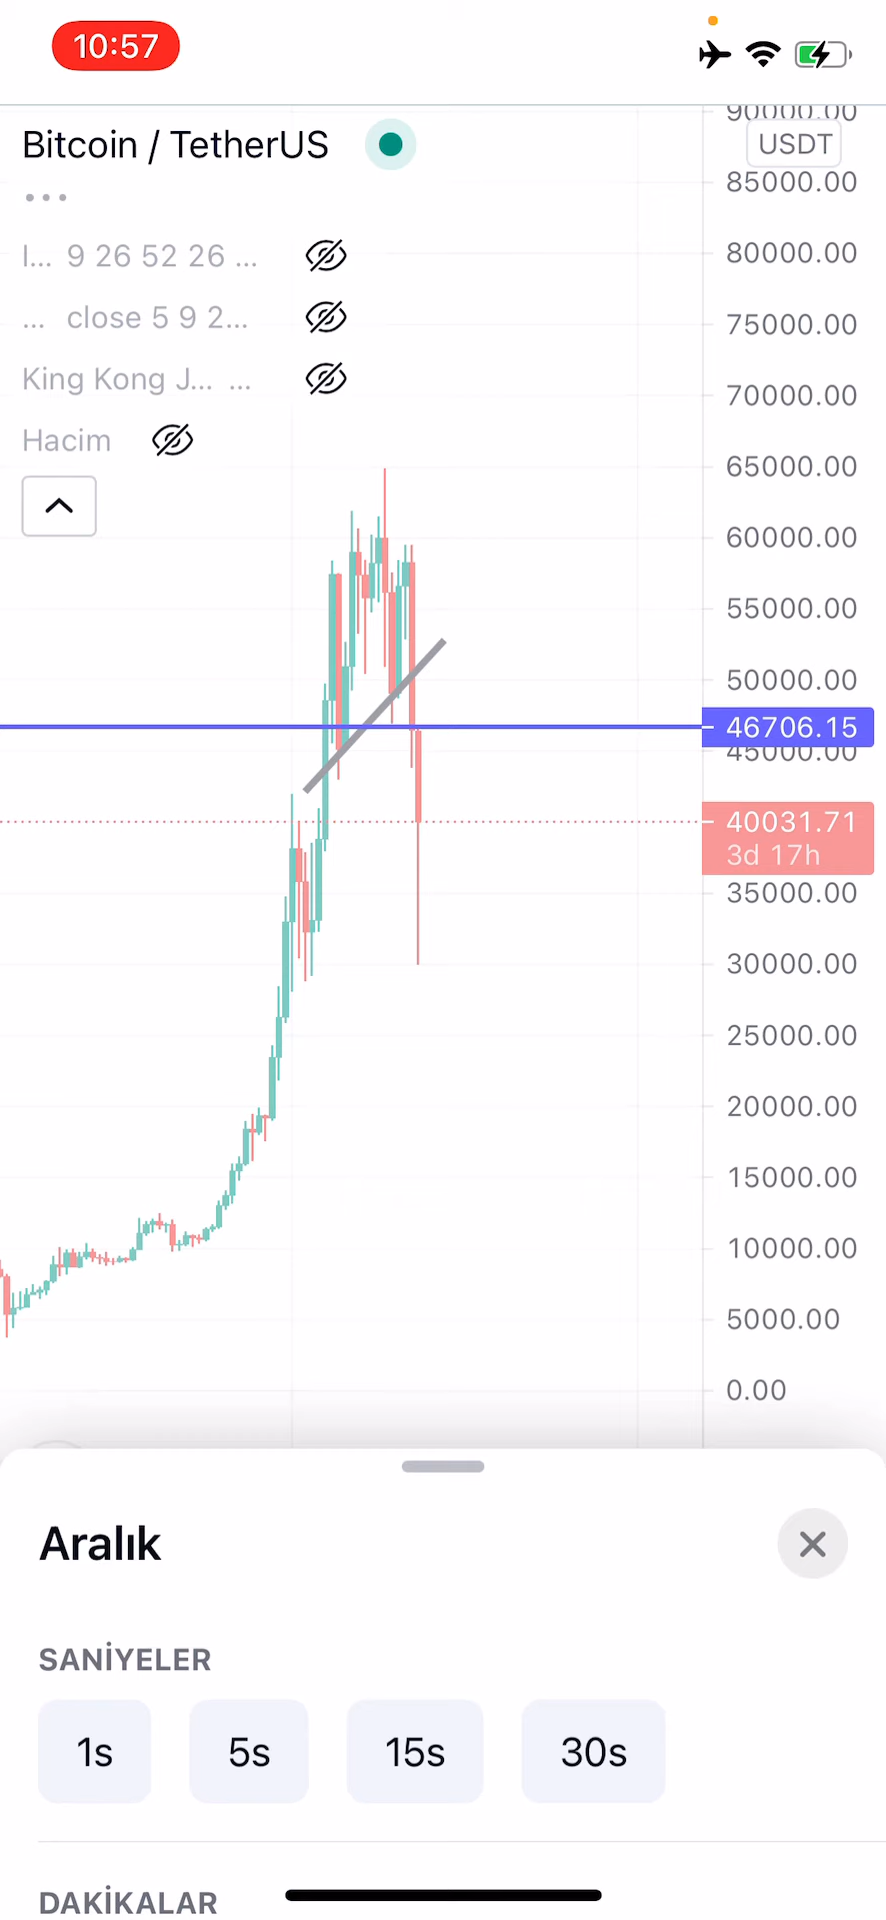 10:57
90000.00
Bitcoin / TetherUS
USDT
85000.00
...
I... 9 26 52 26 ...
80000.00
... close 5 9 2...
75000.00
King Kong J... ...
70000.00
Hacim
65000.00
60000.00
55000.00
50000.00
46706.15
45000.00
40031.71
3d 17h
35000.00
30000.00
25000.00
20000.00
15000.00
10000.00
5000.00
0.00
Aralık
SANİYELER
1s 5s 15s 30s
DAKİKALAR